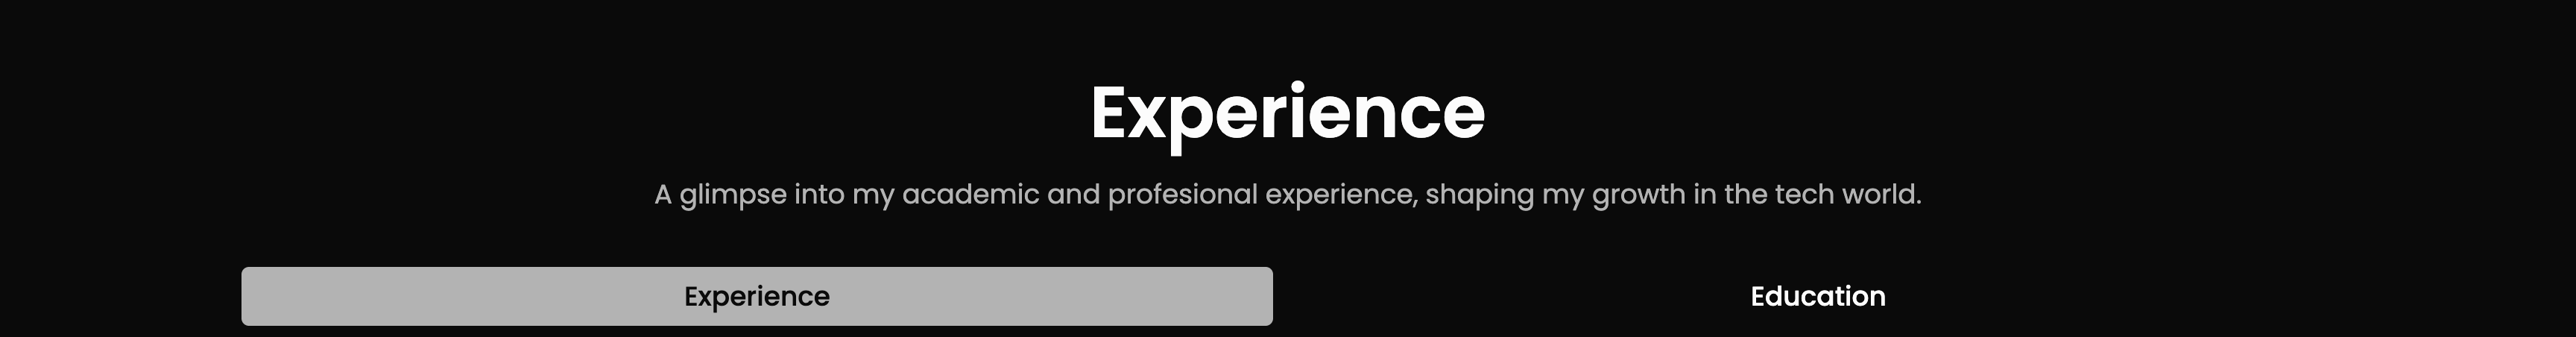 Experience
A glimpse into my academic and profesional experience, shaping my growth in the tech world.
Experience
Education